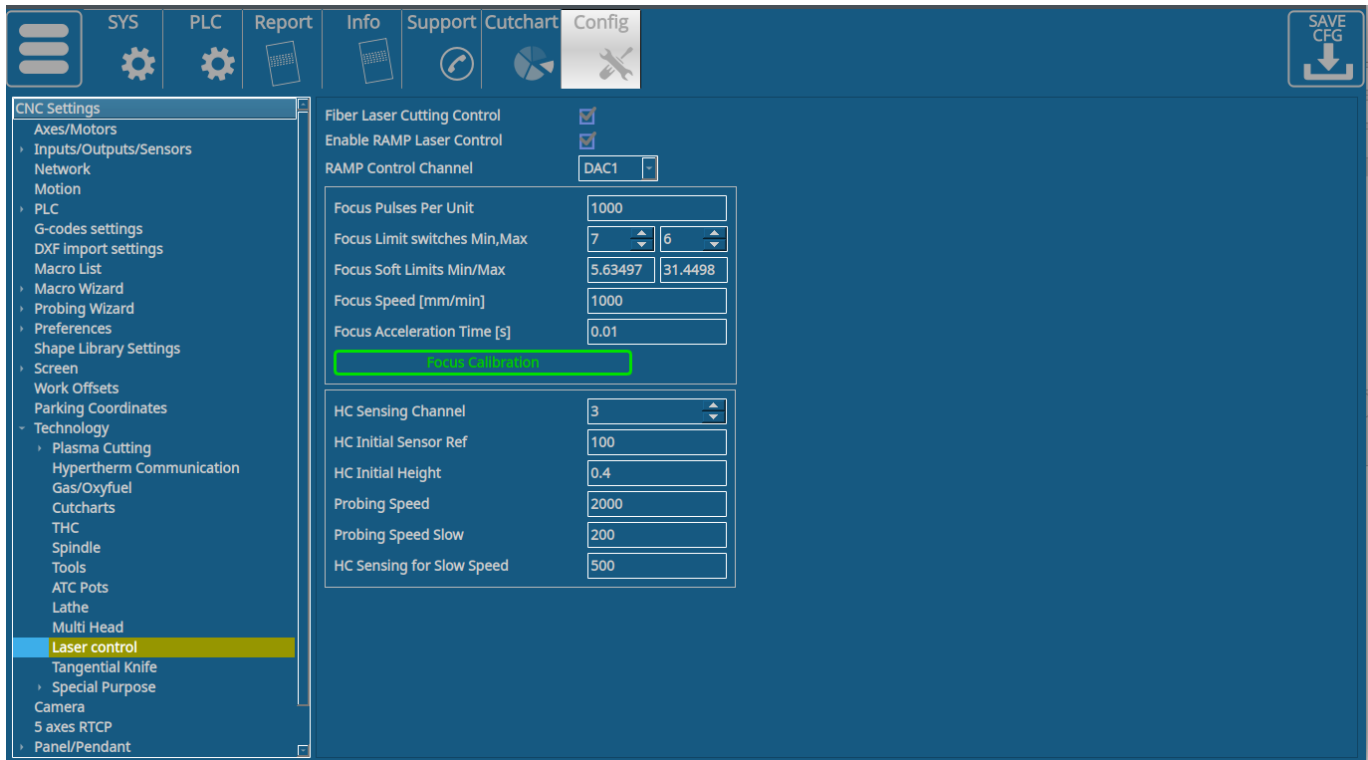 SYS PLC Report Info Support Cutchart Config SAVE CFG
CNC Settings
Axes/Motors
Inputs/Outputs/Sensors
Network
Motion
PLC
G-codes settings
DXF import settings
Macro List
Macro Wizard
Probing Wizard
Preferences
Shape Library Settings
Screen
Work Offsets
Parking Coordinates
Technology
Plasma Cutting
Hypertherm Communication
Gas/Oxyfuel
Cutcharts
THC
Spindle
Tools
ATC Pots
Lathe
Multi Head
Laser control
Tangential Knife
Special Purpose
Camera
5 axes RTCP
Panel/Pendant
Fiber Laser Cutting Control
Enable RAMP Laser Control
RAMP Control Channel DAC1
Focus Pulses Per Unit 1000
Focus Limit switches Min,Max 7 6
Focus Soft Limits Min/Max 5.63497 31.4498
Focus Speed [mm/min] 1000
Focus Acceleration Time [s] 0.01
Focus Calibration
HC Sensing Channel 3
HC Initial Sensor Ref 100
HC Initial Height 0.4
Probing Speed 2000
Probing Speed Slow 200
HC Sensing for Slow Speed 500